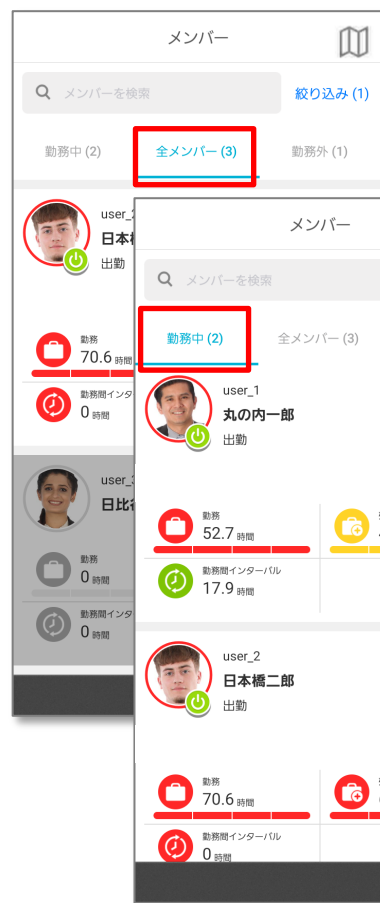 メンバー
メンバーを検索
絞り込み (1)
勤務中 (2)
全メンバー (3)
勤務外 (1)
user_
日本
出勤
勤務
70.6 時間
勤務間インタ
0 時間
user_
日比
勤務
0 時間
勤務間インタ
0 時間
メンバー
メンバーを検索
勤務中 (2)
全メンバー (3)
user_1
丸の内一郎
出勤
勤務
52.7 時間
勤務間インターバル
17.9 時間
user_2
日本橋二郎
出勤
勤務
70.6 時間
勤務間インターバル
0 時間